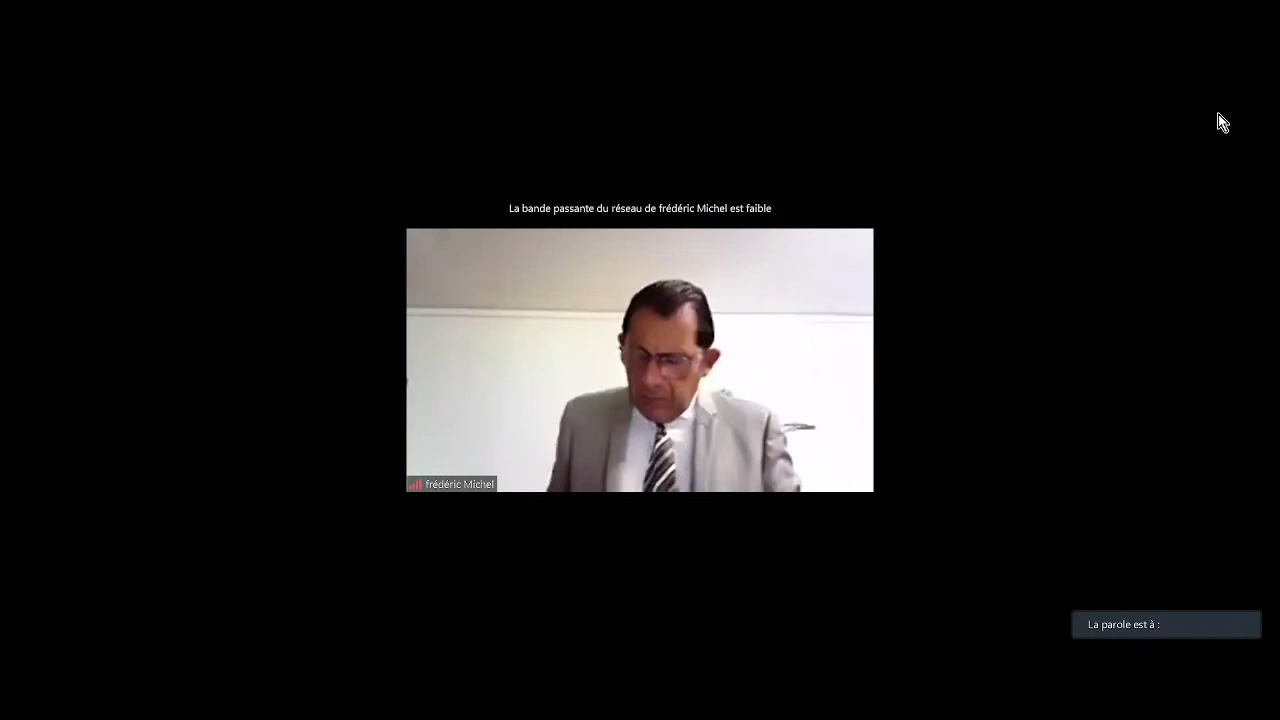 La bande passante du réseau de frédéric Michel est faible
frédéric Michel
La parole est à :